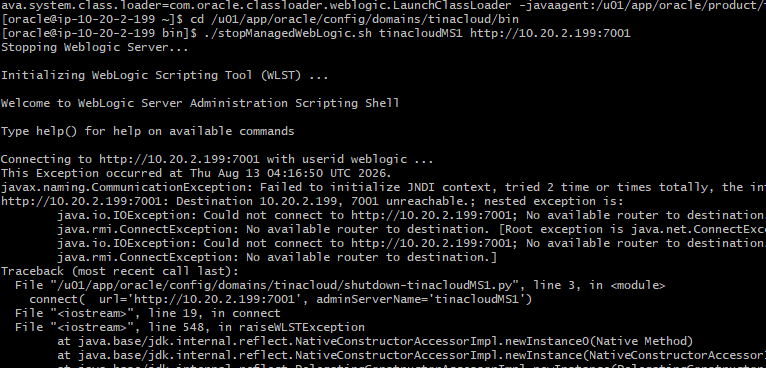 ava.system.class.loader=com.oracle.classloader.weblogic.LaunchClassLoader -javaagent:/u01/app/oracle/product/
[oracle@ip-10-20-2-199 ~]$ cd /u01/app/oracle/config/domains/tinacloud/bin
[oracle@ip-10-20-2-199 bin]$ ./stopManagedWebLogic.sh tinacloudMS1 http://10.20.2.199:7001
Stopping Weblogic Server...

Initializing WebLogic Scripting Tool (WLST) ...

Welcome to WebLogic Server Administration Scripting Shell

Type help() for help on available commands

Connecting to http://10.20.2.199:7001 with userid weblogic ...
This Exception occurred at Thu Aug 13 04:16:50 UTC 2026.
javax.naming.CommunicationException: Failed to initialize JNDI context, tried 2 time or times totally, the in
http://10.20.2.199:7001: Destination 10.20.2.199, 7001 unreachable.; nested exception is:
        java.io.IOException: Could not connect to http://10.20.2.199:7001; No available router to destination.
        java.rmi.ConnectException: No available router to destination. [Root exception is java.net.ConnectExc
        java.io.IOException: Could not connect to http://10.20.2.199:7001; No available router to destination.
        java.rmi.ConnectException: No available router to destination.]
Traceback (most recent call last):
  File "/u01/app/oracle/config/domains/tinacloud/shutdown-tinacloudMS1.py", line 3, in <module>
    connect(  url='http://10.20.2.199:7001', adminServerName='tinacloudMS1')
  File "<iostream>", line 19, in connect
  File "<iostream>", line 548, in raiseWLSTException
        at java.base/jdk.internal.reflect.NativeConstructorAccessorImpl.newInstance0(Native Method)
        at java.base/jdk.internal.reflect.NativeConstructorAccessorImpl.newInstance(NativeConstructorAccessorI